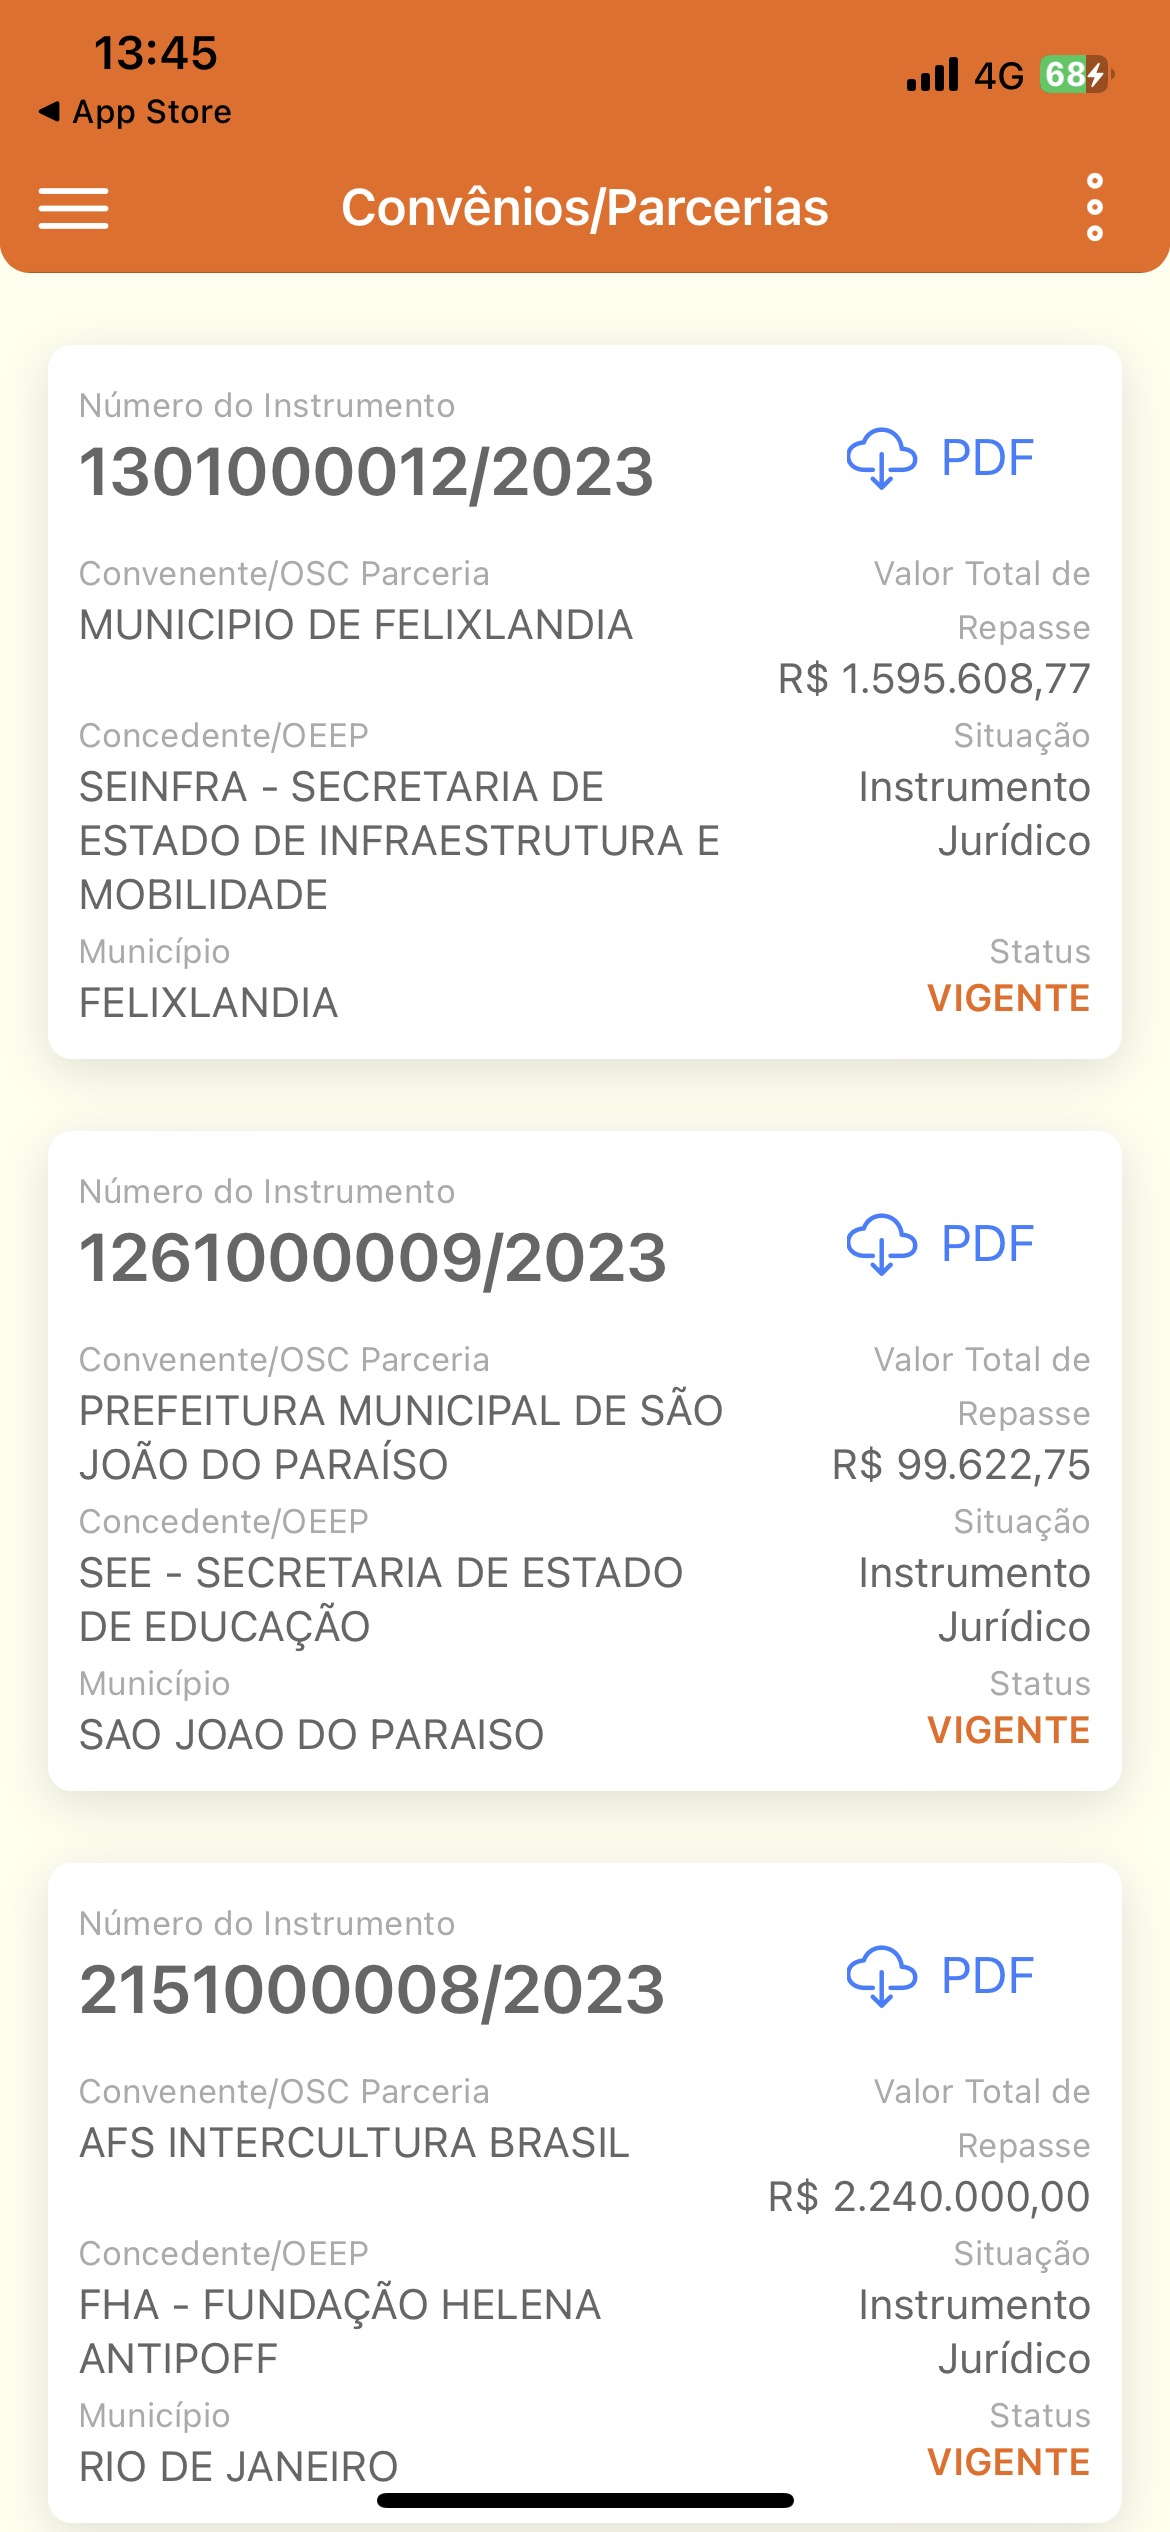 13:45
4G 68
◀ App Store
Convênios/Parcerias
Número do Instrumento
1301000012/2023
PDF
Convenente/OSC Parceria
MUNICIPIO DE FELIXLANDIA
Valor Total de
Repasse
R$ 1.595.608,77
Concedente/OEEP
SEINFRA - SECRETARIA DE
ESTADO DE INFRAESTRUTURA E
MOBILIDADE
Situação
Instrumento
Jurídico
Município
FELIXLANDIA
Status
VIGENTE
Número do Instrumento
1261000009/2023
PDF
Convenente/OSC Parceria
PREFEITURA MUNICIPAL DE SÃO
JOÃO DO PARAÍSO
Valor Total de
Repasse
R$ 99.622,75
Concedente/OEEP
SEE - SECRETARIA DE ESTADO
DE EDUCAÇÃO
Situação
Instrumento
Jurídico
Município
SAO JOAO DO PARAISO
Status
VIGENTE
Número do Instrumento
2151000008/2023
PDF
Convenente/OSC Parceria
AFS INTERCULTURA BRASIL
Valor Total de
Repasse
R$ 2.240.000,00
Concedente/OEEP
FHA - FUNDAÇÃO HELENA
ANTIPOFF
Situação
Instrumento
Jurídico
Município
RIO DE JANEIRO
Status
VIGENTE